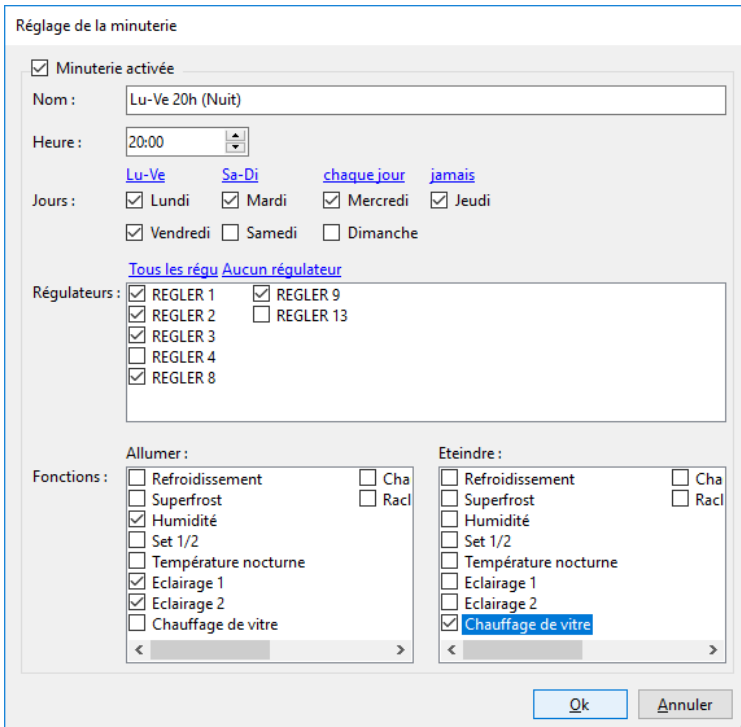 Réglage de la minuterie
Minuterie activée
Nom : Lu-Ve 20h (Nuit)
Heure : 20:00
Lu-Ve Sa-Di chaque jour jamais
Jours : Lundi Mardi Mercredi Jeudi
Vendredi Samedi Dimanche
Tous les régu Aucun régulateur
Régulateurs : REGLER 1 REGLER 9
REGLER 2 REGLER 13
REGLER 3
REGLER 4
REGLER 8
Allumer : Eteindre :
Fonctions : Refroidissement Cha Refroidissement Cha
Superfrost Racl Superfrost Racl
Humidité Humidité
Set 1/2 Set 1/2
Température nocturne Température nocturne
Eclairage 1 Eclairage 1
Eclairage 2 Eclairage 2
Chauffage de vitre Chauffage de vitre
Ok Annuler